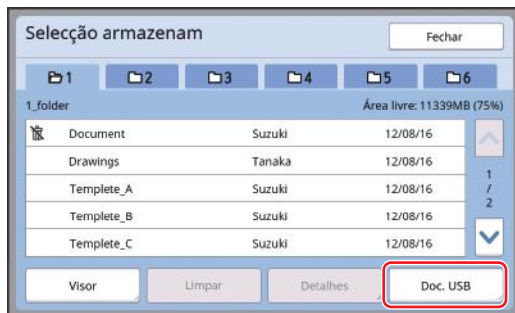 Selecção armazenam Fechar
1 2 3 4 5 6
1_folder Área livre: 11339MB (75%)
Document Suzuki 12/08/16
Drawings Tanaka 12/08/16
Templete_A Suzuki 12/08/16
Templete_B Suzuki 12/08/16
Templete_C Suzuki 12/08/16
1
/
2
Visor Limpar Detalhes Doc. USB